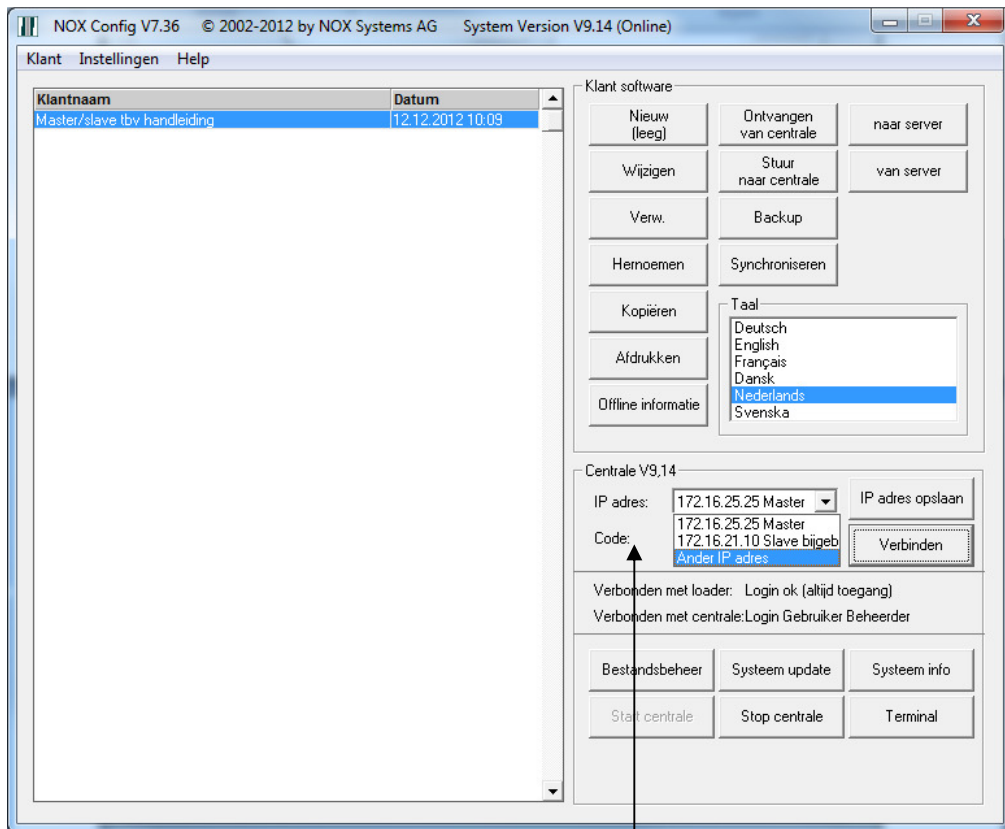 NOX Config V7.36 © 2002-2012 by NOX Systems AG System Version V9.14 (Online)
Klant Instellingen Help
Klantnaam Datum
Master/slave tbv handleiding 12.12.2012 10:09
Klant software
Nieuw
(leeg)
Ontvangen
van centrale
naar server
Wijzigen
Stuur
naar centrale
van server
Verw.
Backup
Hernoemen
Synchroniseren
Kopiëren
Afdrukken
Offline informatie
Taal
Deutsch
English
Français
Dansk
Nederlands
Svenska
Centrale V9,14
IP adres:
172.16.25.25 Master
IP adres opslaan
Code:
172.16.25.25 Master
172.16.21.10 Slave bijgeb
Ander IP adres
Verbinden
Verbonden met loader: Login ok (altijd toegang)
Verbonden met centrale:Login Gebruiker Beheerder
Bestandsbeheer
Systeem update
Systeem info
Start centrale
Stop centrale
Terminal